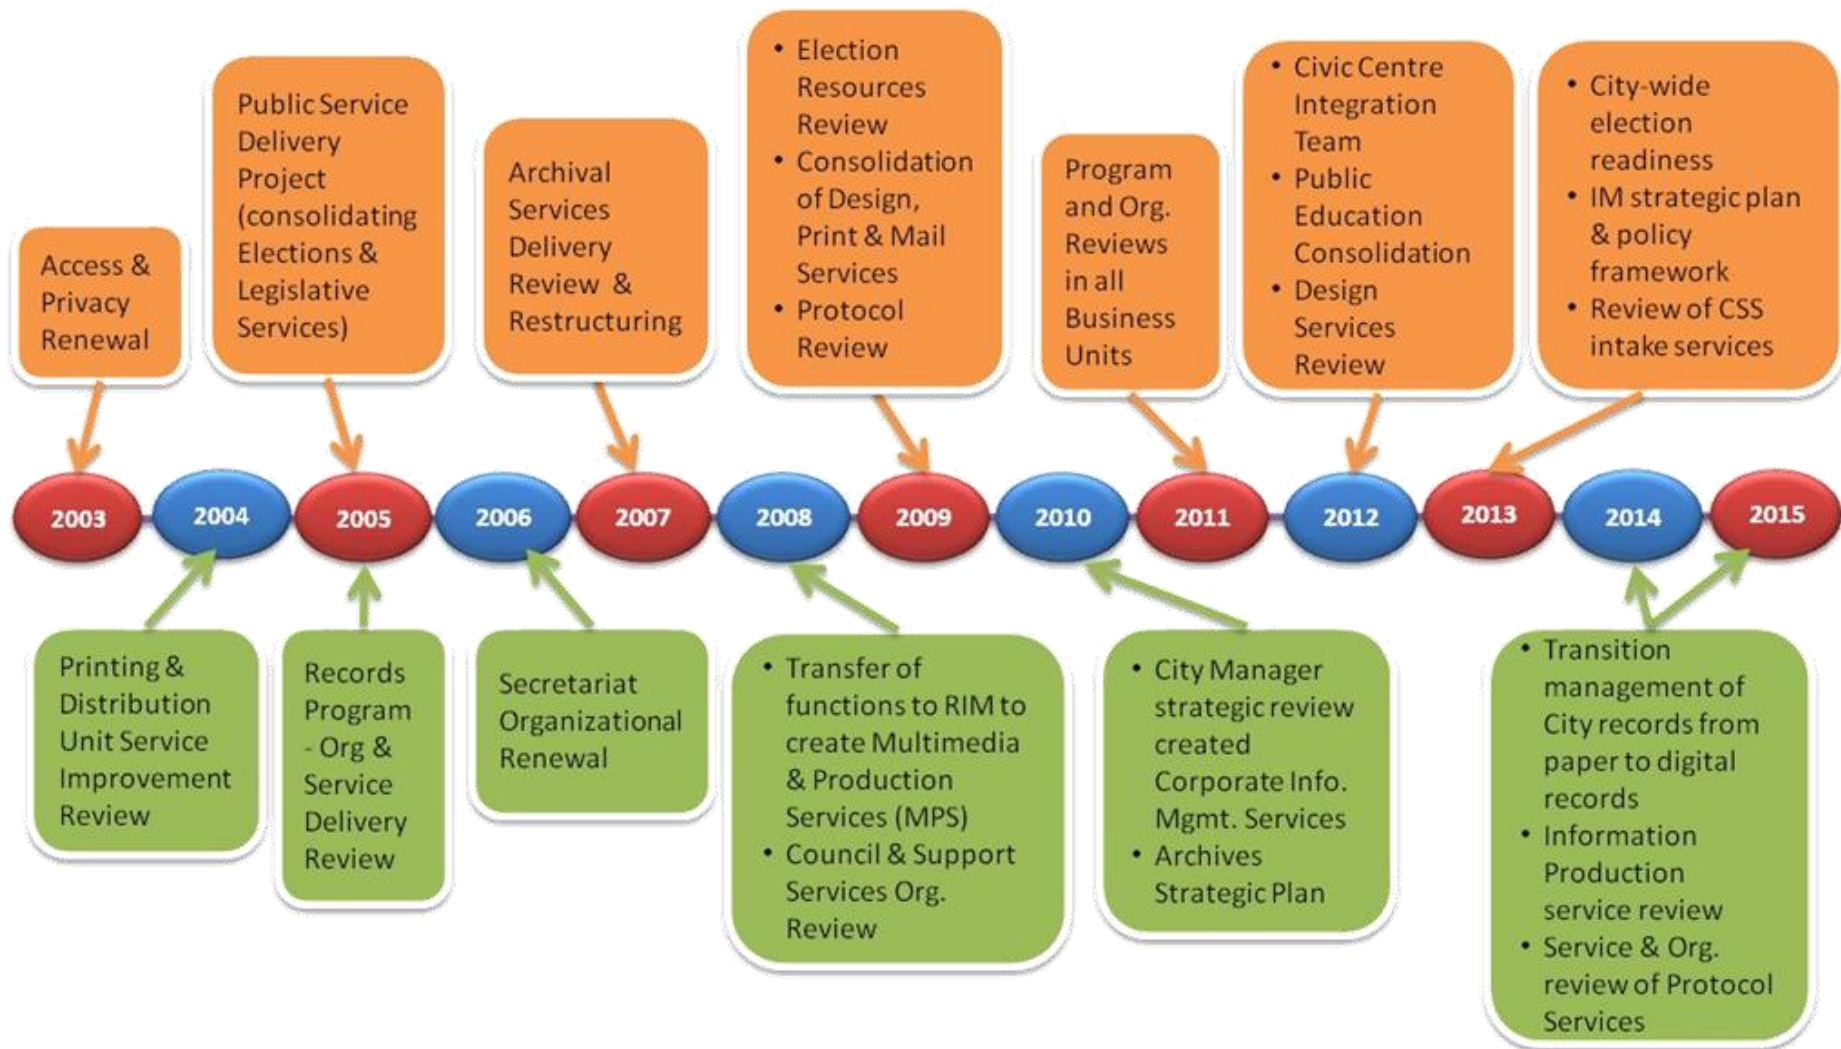 Access &
Privacy
Renewal
Public Service
Delivery
Project
(consolidating
Elections &
Legislative
Services)
Archival
Services
Delivery
Review &
Restructuring
• Election
Resources
Review
• Consolidation
of Design,
Print & Mail
Services
• Protocol
Review
Program
and Org.
Reviews
in all
Business
Units
• Civic Centre
Integration
Team
• Public
Education
Consolidation
• Design
Services
Review
• City-wide
election
readiness
• IM strategic plan
& policy
framework
• Review of CSS
intake services
2003
2004
2005
2006
2007
2008
2009
2010
2011
2012
2013
2014
2015
Printing &
Distribution
Unit Service
Improvement
Review
Records
Program
- Org &
Service
Delivery
Review
Secretariat
Organizational
Renewal
• Transfer of
functions to RIM to
create Multimedia
& Production
Services (MPS)
• Council & Support
Services Org.
Review
• City Manager
strategic review
created
Corporate Info.
Mgmt. Services
• Archives
Strategic Plan
• Transition
management of
City records from
paper to digital
records
• Information
Production
service review
• Service & Org.
review of Protocol
Services